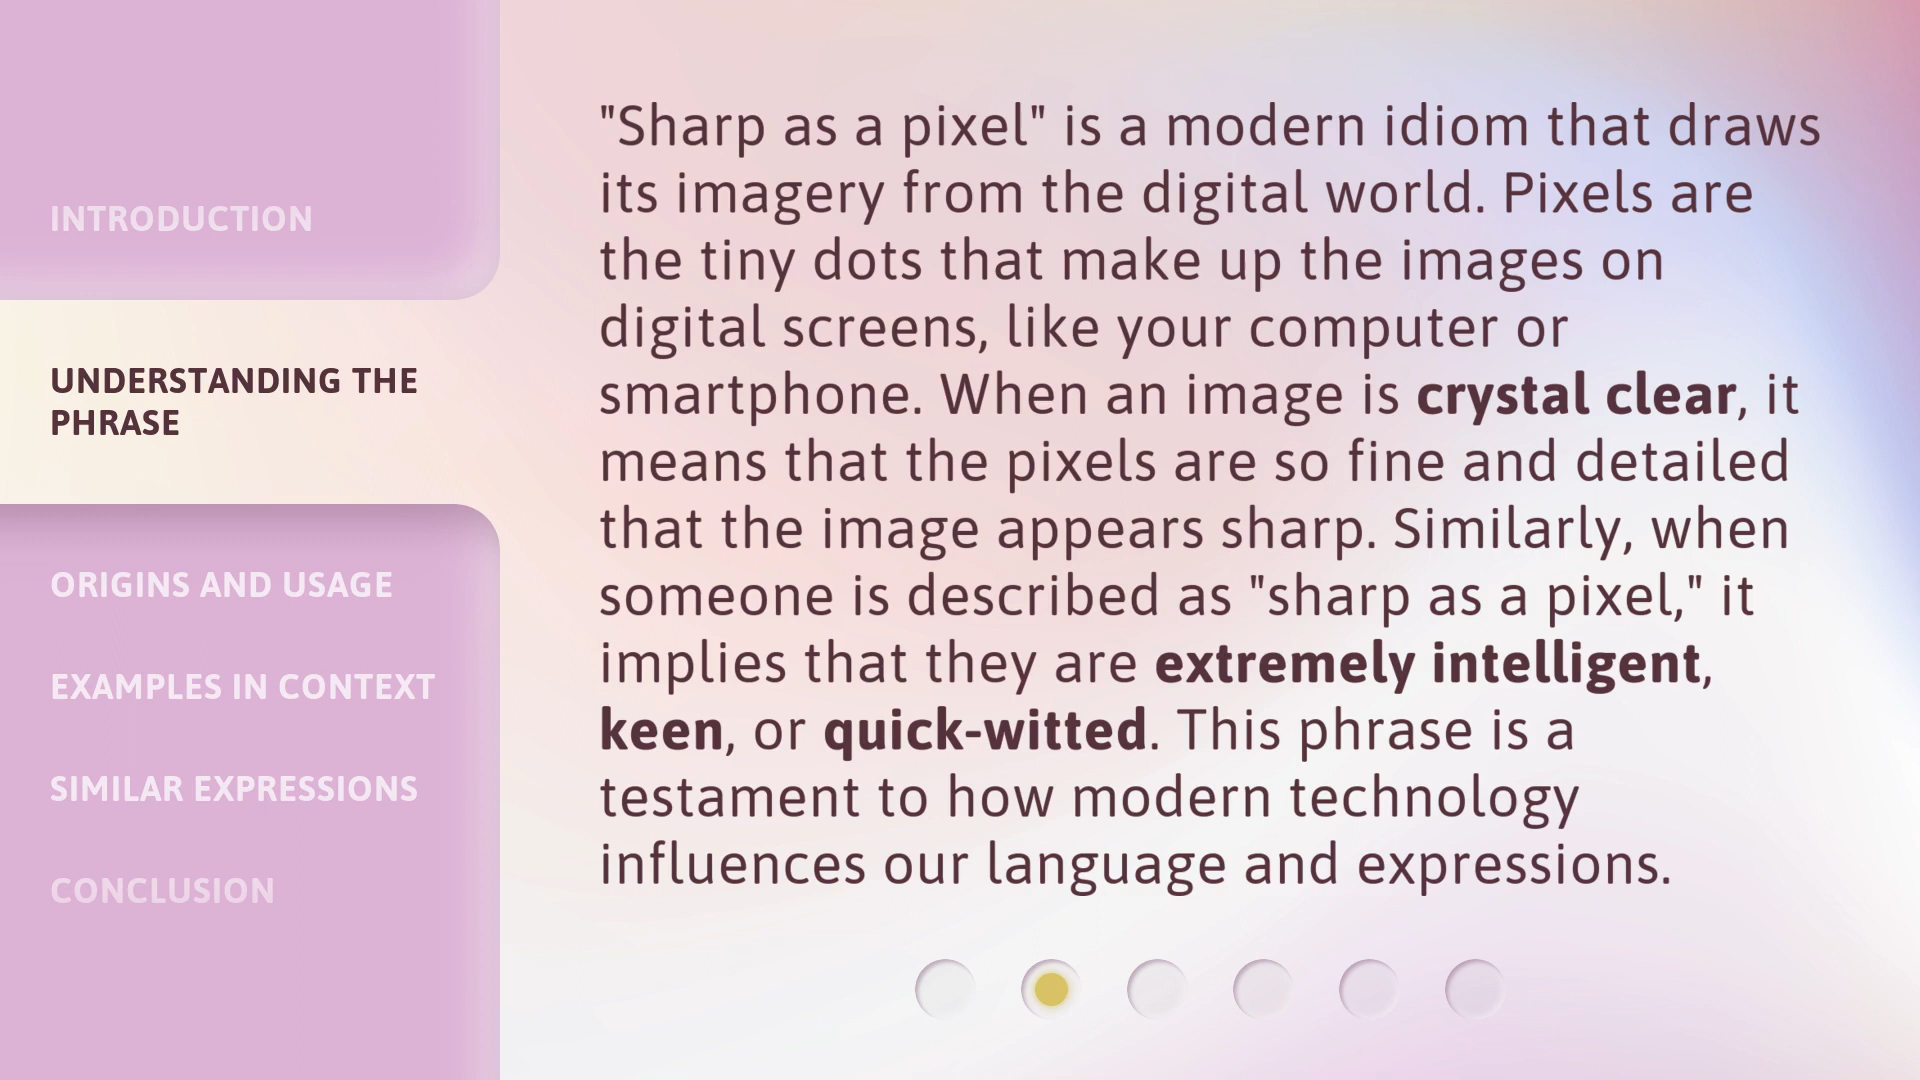 INTRODUCTION
UNDERSTANDING THE
PHRASE
ORIGINS AND USAGE
EXAMPLES IN CONTEXT
SIMILAR EXPRESSIONS
CONCLUSION
"Sharp as a pixel" is a modern idiom that draws
its imagery from the digital world. Pixels are
the tiny dots that make up the images on
digital screens, like your computer or
smartphone. When an image is crystal clear, it
means that the pixels are so fine and detailed
that the image appears sharp. Similarly, when
someone is described as "sharp as a pixel," it
implies that they are extremely intelligent,
keen, or quick-witted. This phrase is a
testament to how modern technology
influences our language and expressions.